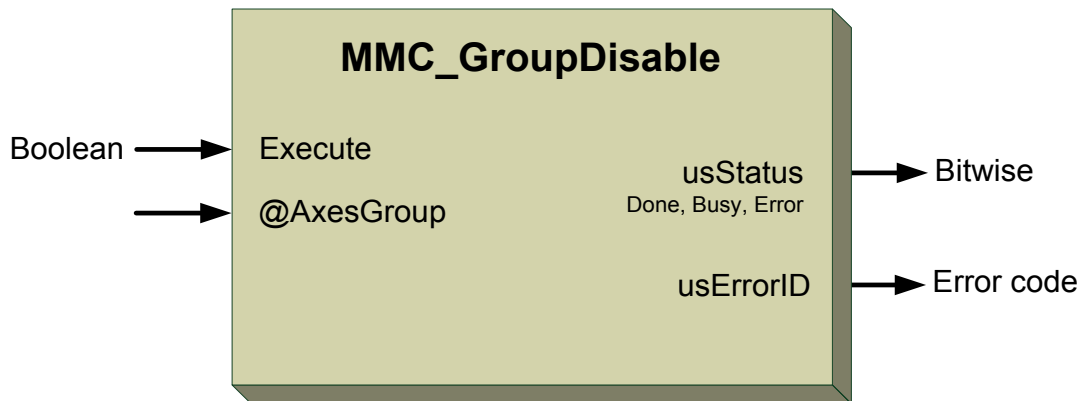 MMC_GroupDisable
Boolean
Execute
@AxesGroup
usStatus
Done, Busy, Error
Bitwise
usErrorID
Error code